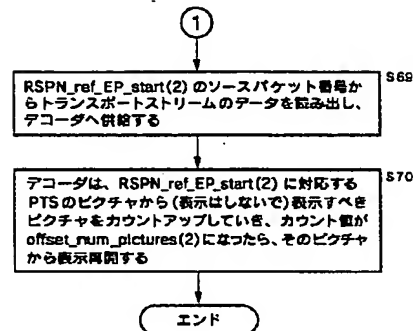 1
RSPN_ref_EP_start(2) のソースパケット番号か
らトランスポートストリームのデータを読み出し、
デコーダへ供給する
S69
デコーダは、RSPN_ref_EP_start(2) に対応する
PTSのピクチャから(表示はしないで)表示すべき
ピクチャをカウントアップしていき、カウント値が
offset_num_pictures(2)になったら、そのピクチャ
から表示再開する
S70
エンド